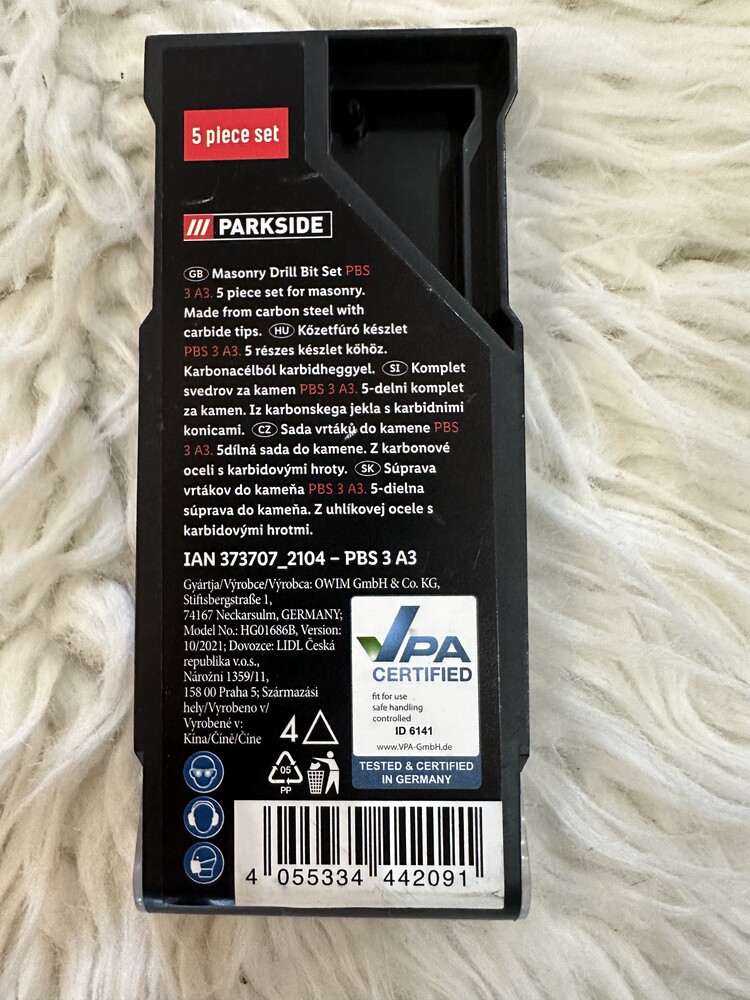 5 piece set
/// PARKSIDE
GB Masonry Drill Bit Set PBS
3 A3. 5 piece set for masonry.
Made from carbon steel with
carbide tips. HU Kőzetfúró készlet
PBS 3 A3. 5 részes készlet kőhöz.
Karbonacélból karbidheggyel. SI Komplet
svedrov za kamen PBS 3 A3. 5-delni komplet
za kamen. Iz karbonskega jekla s karbidnimi
konicami. CZ Sada vrtáků do kamene PBS
3 A3. 5dílná sada do kamene. Z karbonové
oceli s karbidovými hroty. SK Súprava
vrtákov do kameňa PBS 3 A3. 5-dielna
súprava do kameňa. Z uhlíkovej ocele s
karbidovými hrotmi.
IAN 373707_2104 – PBS 3 A3
Gyártja/Výrobce/Výrobca: OWIM GmbH & Co. KG,
Stiftsbergstraße 1,
74167 Neckarsulm, GERMANY;
Model No.: HG01686B, Version:
10/2021; Dovozce: LIDL Česká
republika v.o.s.,
Nárožní 1359/11,
158 00 Praha 5; Származási
hely/Vyrobeno v/
Vyrobené v:
Kína/Číně/Číne
4
05
PP
VPA
CERTIFIED
fit for use
safe handling
controlled
ID 6141
www.VPA-GmbH.de
TESTED & CERTIFIED
IN GERMANY
4 055334 442091